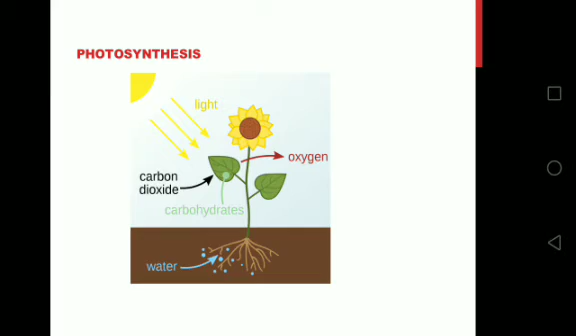 PHOTOSYNTHESIS
light
oxygen
carbon
dioxide
carbohydrates
water